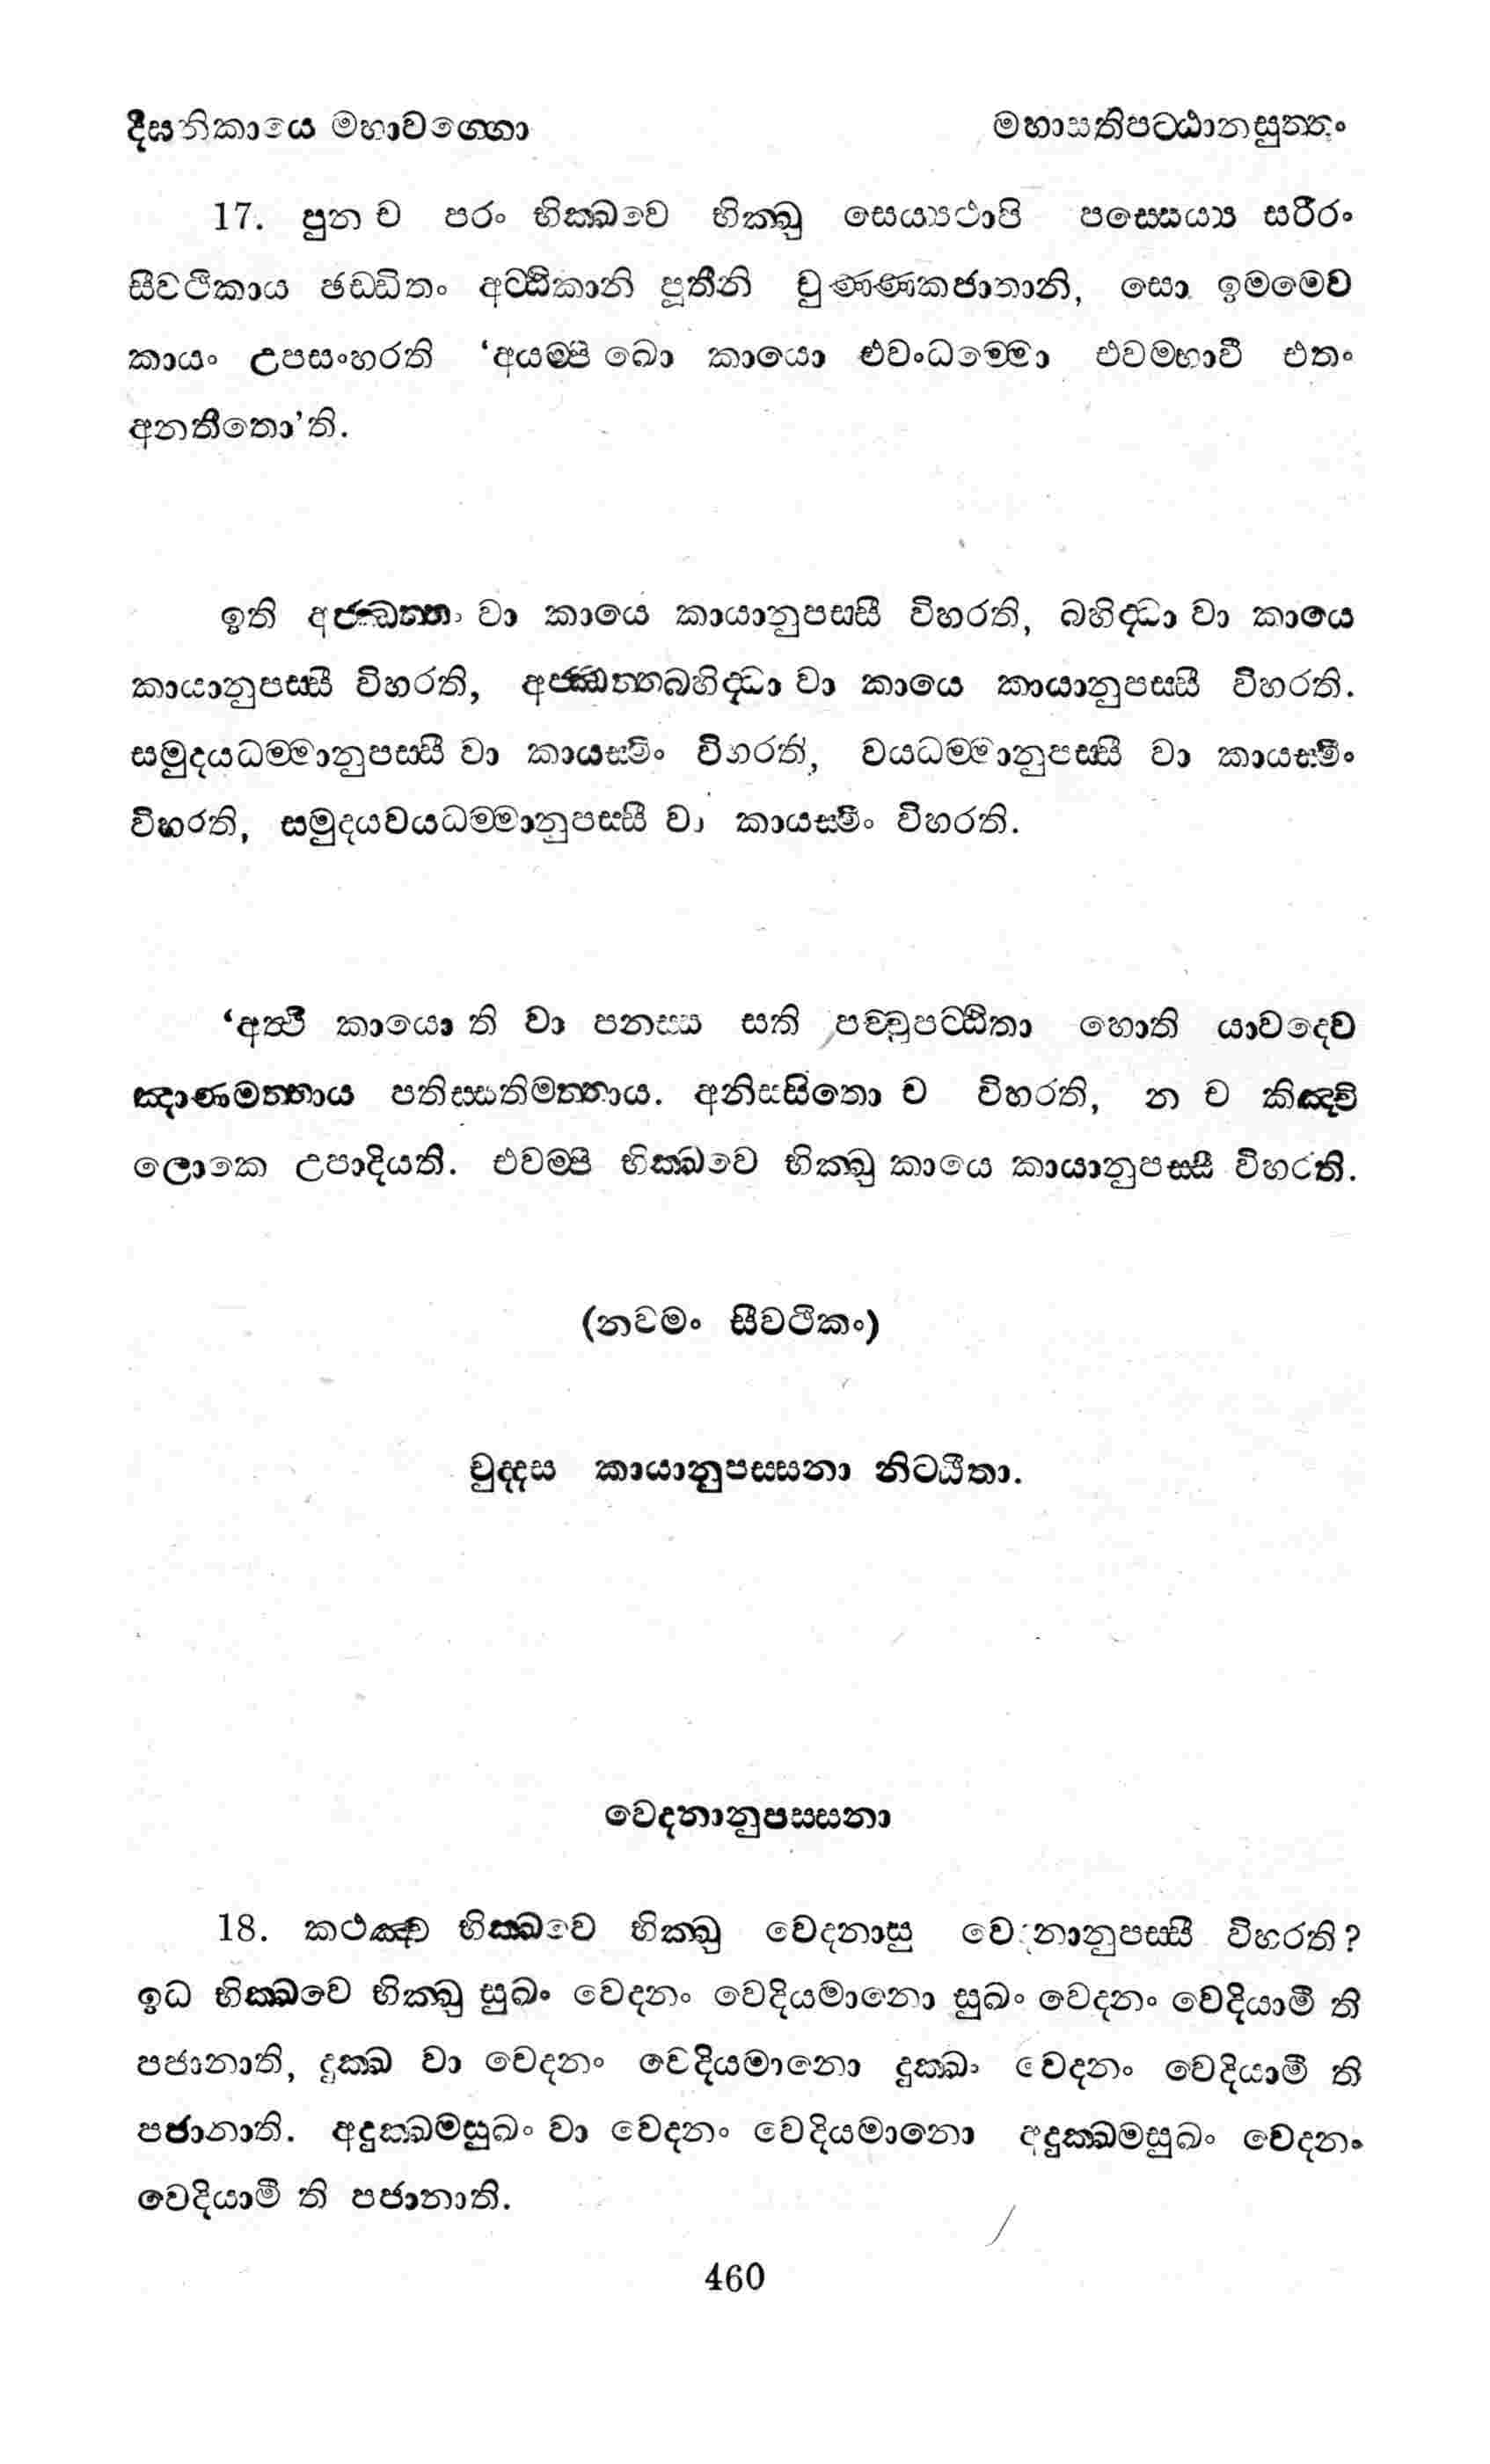 දීඝනිකායෙ මහාවග්ගො මහාසතිපට්ඨානසුත්තං
17. පුන ච පරං භික්ඛවෙ භික්ඛු සෙය්‍යථාපි පස්සෙය්‍ය සරීරං
සීවථිකාය ඡඩ්ඩිතං අට්ඨිකානි පූතීනි චුණ්ණකජාතානි, සො ඉමමෙව
කායං උපසංහරති ‘අයම්පි ඛො කායො එවංධම්මො එවම්භාවී එතං
අනතීතො’ති.
ඉති අජ්ඣත්තං වා කායෙ කායානුපස්සී විහරති, බහිද්ධා වා කායෙ
කායානුපස්සී විහරති, අජ්ඣත්තබහිද්ධා වා කායෙ කායානුපස්සී විහරති.
සමුදයධම්මානුපස්සී වා කායස්මිං විහරති, වයධම්මානුපස්සී වා කායස්මිං
විහරති, සමුදයවයධම්මානුපස්සී වා කායස්මිං විහරති.
‘අත්ථි කායො ති වා පනස්ස සති පච්චුපට්ඨිතා හොති යාවදෙව
ඤාණමත්තාය පතිස්සතිමත්තාය. අනිස්සිතො ච විහරති, න ච කිඤ්චි
ලොකෙ උපාදියති. එවම්පි භික්ඛවෙ භික්ඛු කායෙ කායානුපස්සී විහරති.
(නවමං සීවථිකං)
චුද්දස කායානුපස්සනා නිට්ඨිතා.
වෙදනානුපස්සනා
18. කථඤ්ච භික්ඛවෙ භික්ඛු වෙදනාසු වෙදනානුපස්සී විහරති?
ඉධ භික්ඛවෙ භික්ඛු සුඛං වෙදනං වෙදියමානො සුඛං වෙදනං වෙදියාමී ති
පජානාති, දුක්ඛ වා වෙදනං වෙදියමානො දුක්ඛං වෙදනං වෙදියාමී ති
පජානාති. අදුක්ඛමසුඛං වා වෙදනං වෙදියමානො අදුක්ඛමසුඛං වෙදනං
වෙදියාමී ති පජානාති.
460